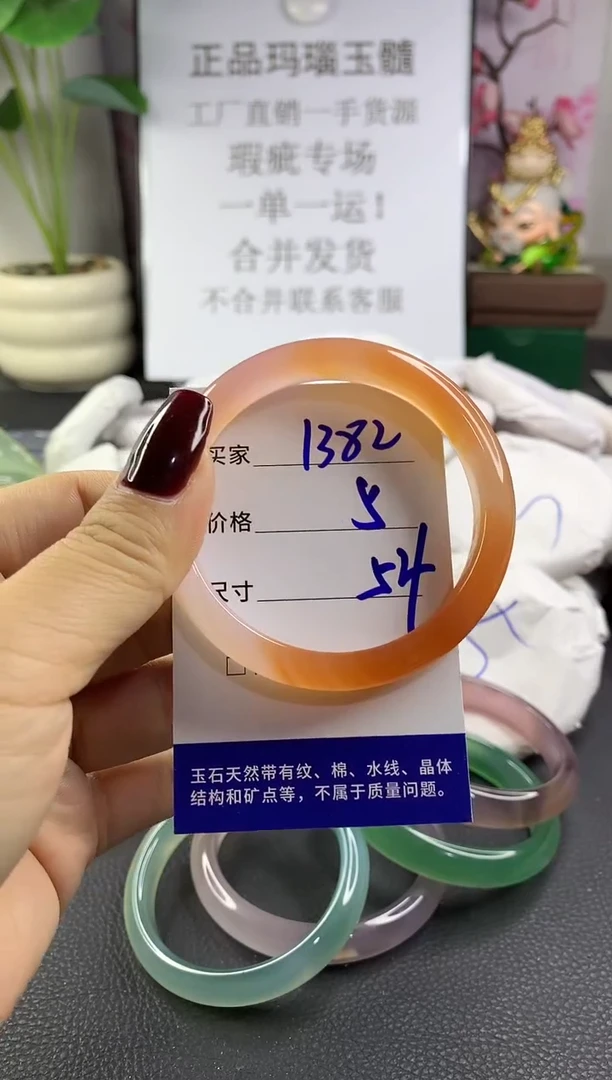 正品玛瑙玉髓
工厂直销一手货源
瑕疵专场
一单一运！
合并发货
不合并联系客服
买家 1382
价格 5
尺寸 54
玉石天然带有纹、棉、水线、晶体
结构和矿点等，不属于质量问题。